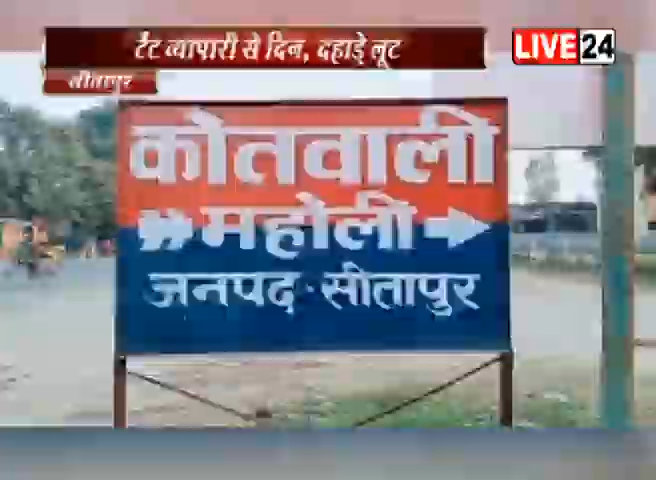 टेंट व्यापारी से दिन, दहाड़े लूट
LIVE24
सीतापुर
कोतवाली
महोली
जनपद - सीतापुर